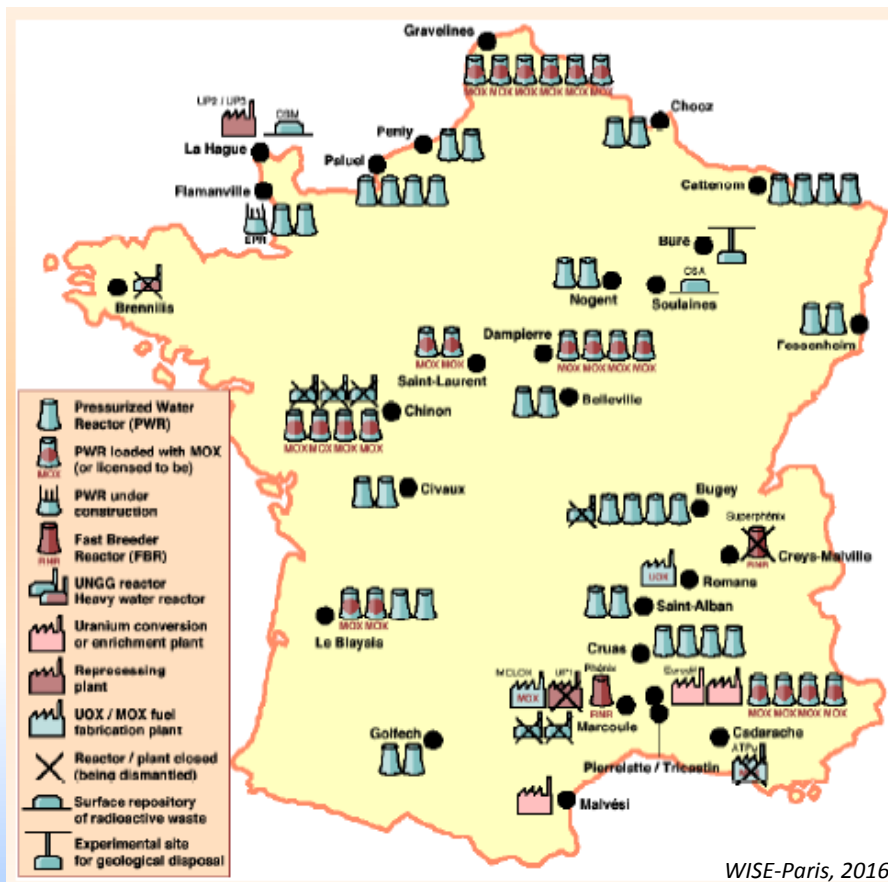 Gravelines
MOX MOX MOX MOX MOX MOX
UP2 / UP3
CSM
Chooz
Penly
La Hague
Paluel
Flamanville
Cattenom
EPR
Bure
CSA
Nogent
Soulaines
Brennilis
Dampierre
Fessenheim
MOX MOX
MOX MOX MOX MOX
Saint-Laurent
Belleville
Chinon
MOX MOX MOX MOX
Pressurized Water
Reactor (PWR)
PWR loaded with MOX
(or licensed to be)
MOX
PWR under
construction
Fast Breeder
Reactor (FBR)
RNR
UNGG reactor
Heavy water reactor
Uranium conversion
or enrichment plant
Reprocessing
plant
UOX / MOX fuel
fabrication plant
Reactor / plant closed
(being dismantled)
Surface repository
of radioactive waste
Experimental site
for geological disposal
Civaux
Bugey
Superphénix
RNR
Creys-Malville
UOX
Romans
Saint-Alban
MOX MOX
Le Blayais
Cruas
MELOX
UP1
Phénix
Eurodif
MOX
RNR
MOX MOX MOX MOX
Marcoule
Golfech
Cadarache
ATPu
Pierrelatte / Tricastin
Malvési
WISE-Paris, 2016